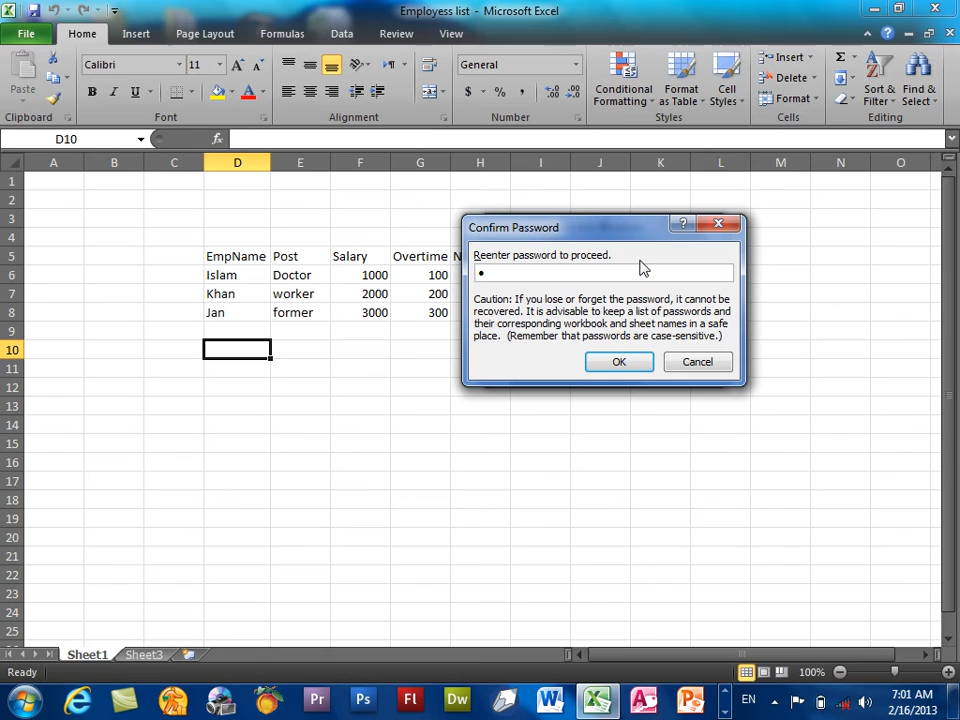 Employess list - Microsoft Excel
File Home Insert Page Layout Formulas Data Review View
Paste
Clipboard
Calibri 11
B I U
A
Font
Alignment
General
$ % ,
Number
Conditional Formatting
Format as Table
Cell Styles
Styles
Insert
Delete
Format
Cells
Σ
Sort & Filter
Find & Select
Editing
D10 fx
A B C D E F G H I J K L M N O
1
2
3
4
5 EmpName Post Salary Overtime N
6 Islam Doctor 1000 100
7 Khan worker 2000 200
8 Jan former 3000 300
9
10
11
12
13
14
15
16
17
18
19
20
21
22
23
24
25
Confirm Password
Reenter password to proceed.
Caution: If you lose or forget the password, it cannot be
recovered. It is advisable to keep a list of passwords and
their corresponding workbook and sheet names in a safe
place. (Remember that passwords are case-sensitive.)
OK Cancel
Sheet1 Sheet3
Ready 100%
Pr Ps Fl Dw W EN 7:01 AM
2/16/2013